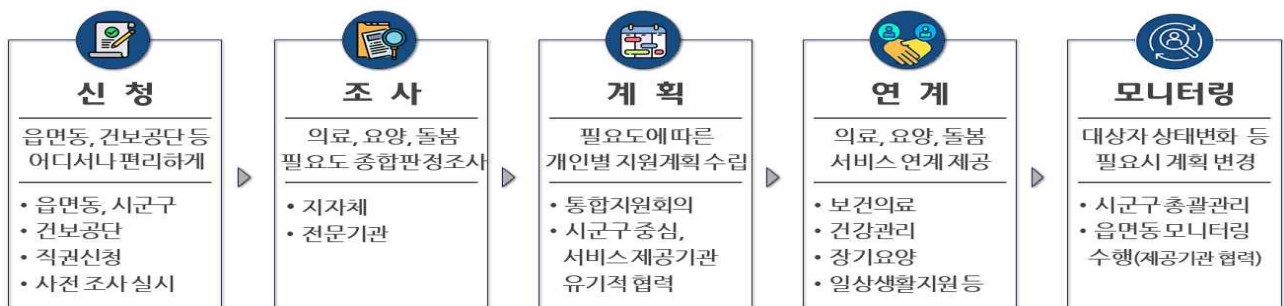 신 청
읍면동, 건보공단 등
어디서나 편리하게
• 읍면동, 시군구
• 건보공단
• 직권신청
• 사전 조사 실시
조 사
의료, 요양, 돌봄
필요도 종합판정조사
• 지자체
• 전문기관
계 획
필요도에 따른
개인별 지원계획 수립
• 통합지원회의
• 시군구 중심,
서비스 제공기관
유기적 협력
연 계
의료, 요양, 돌봄
서비스 연계 제공
• 보건의료
• 건강관리
• 장기요양
• 일상생활지원 등
모니터링
대상자 상태변화 등
필요시 계획 변경
• 시군구 총괄관리
• 읍면동 모니터링
수행(제공기관 협력)